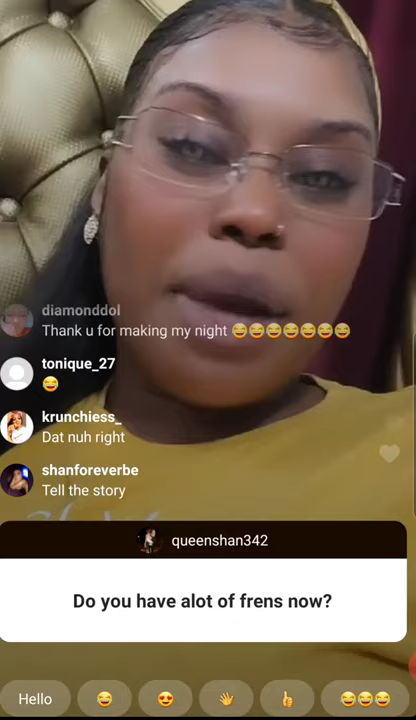 diamonddol
Thank u for making my night 😂😂😂😂😂😂😂
tonique_27
😂
krunchiess_
Dat nuh right
shanforeverbe
Tell the story
queenshan342
Do you have alot of frens now?
Hello 😂 😍 👋 👍 😂😂😂